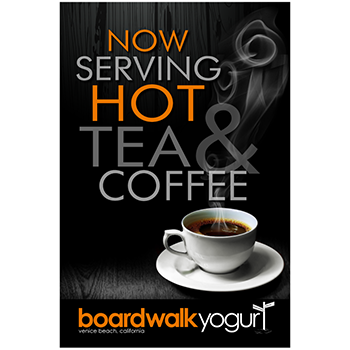 NOW
SERVING
HOT
TEA &
COFFEE
boardwalkyogurt
venice beach, california